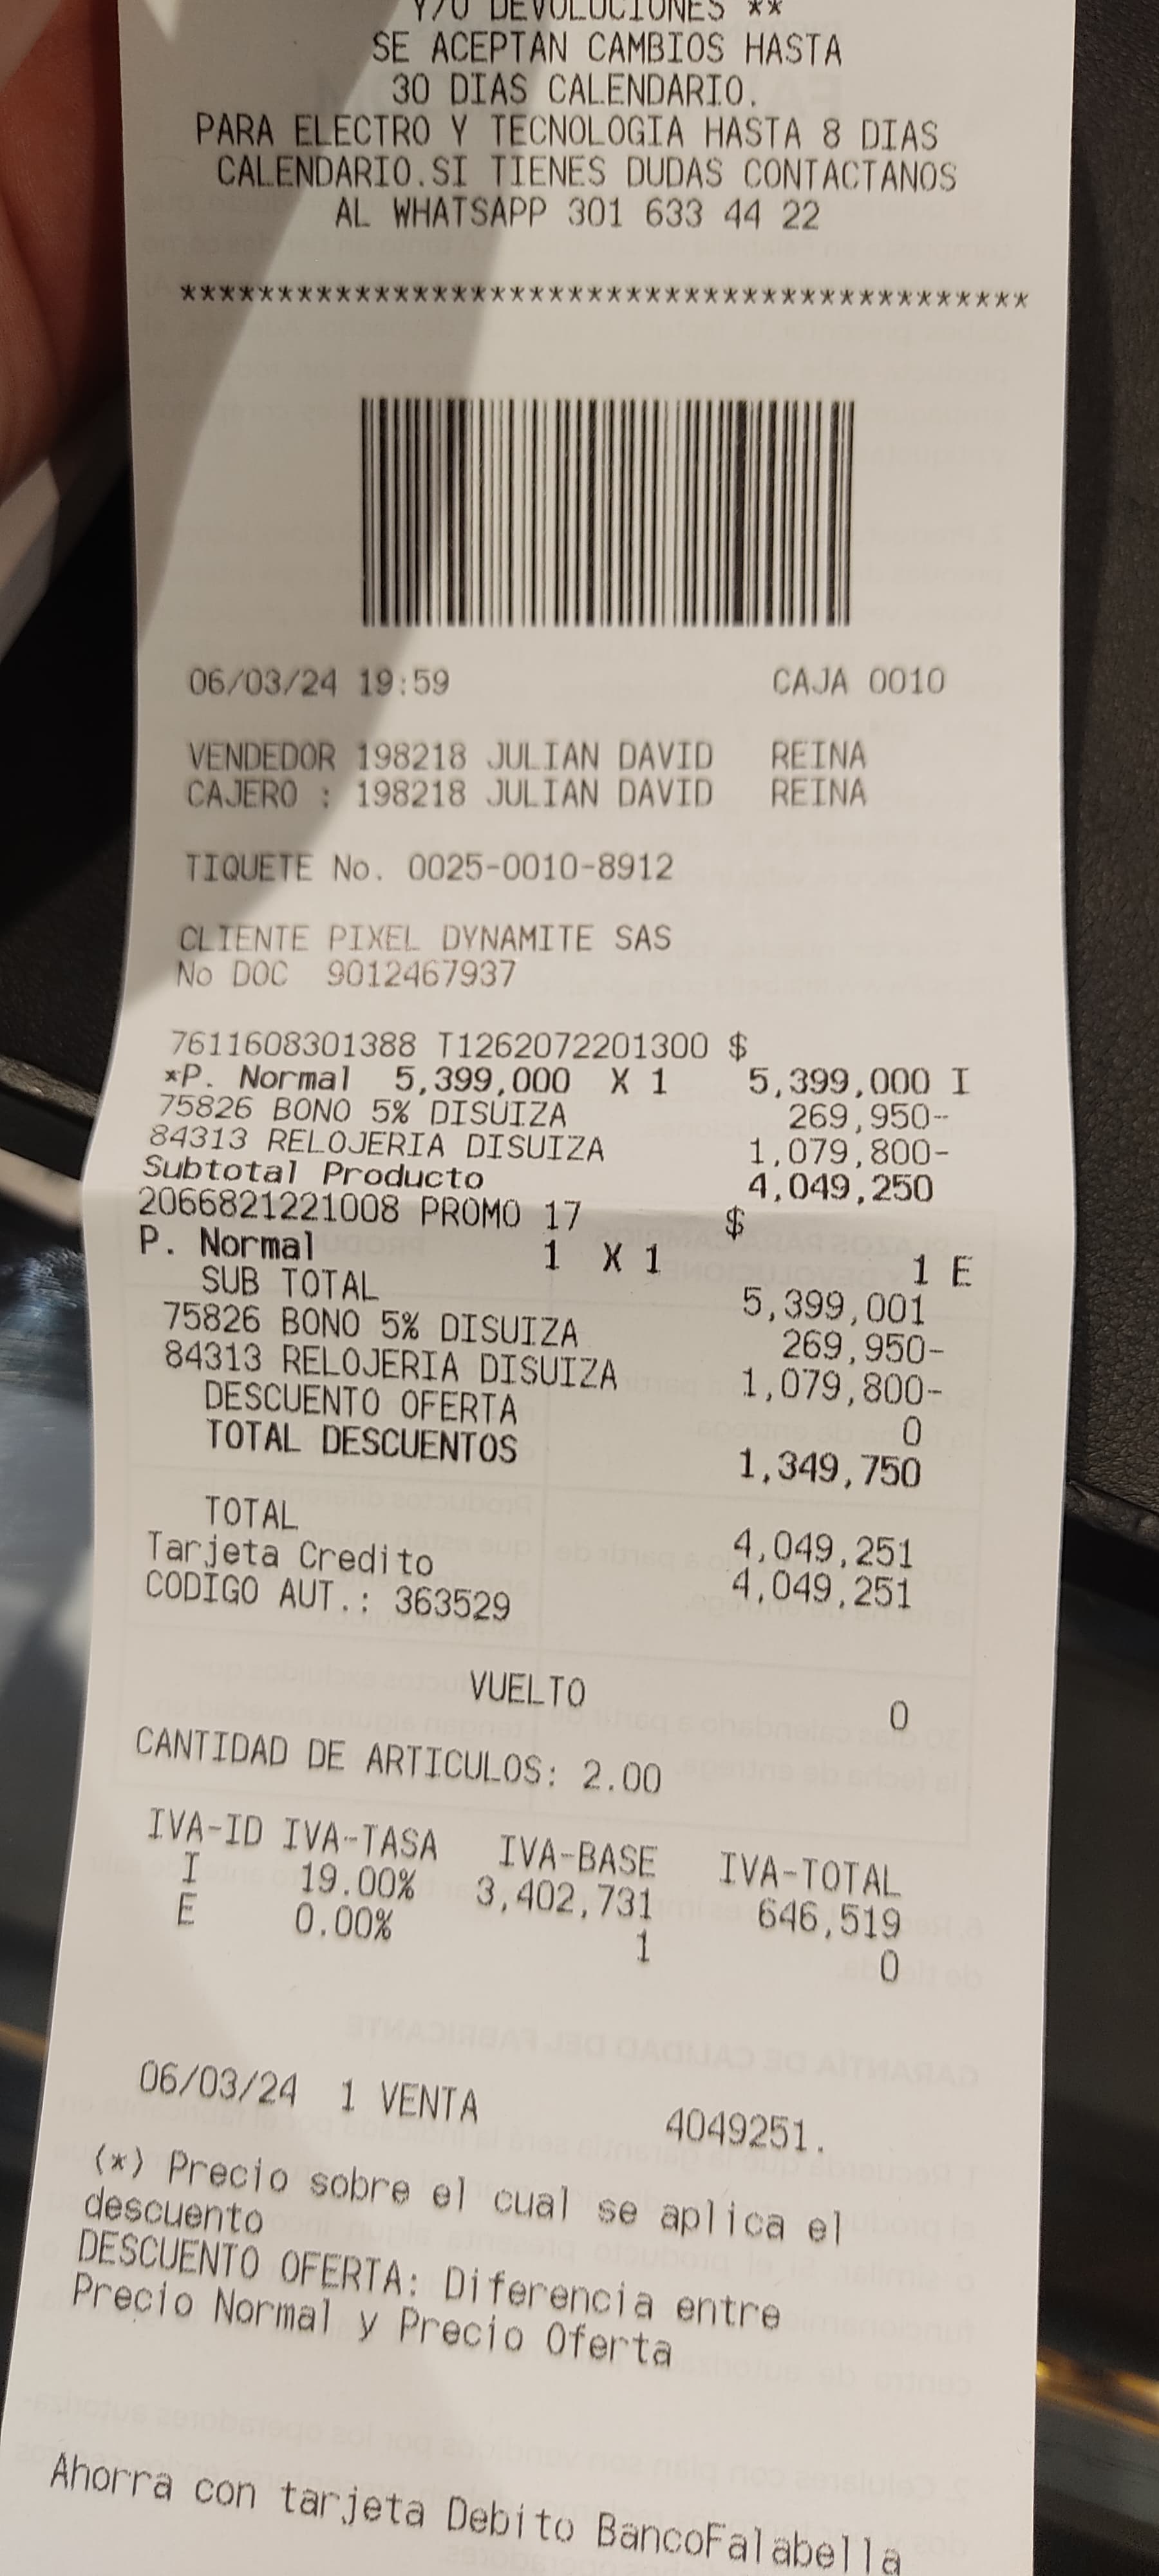 Y/O DEVOLUCIONES **
SE ACEPTAN CAMBIOS HASTA
30 DIAS CALENDARIO.
PARA ELECTRO Y TECNOLOGIA HASTA 8 DIAS
CALENDARIO.SI TIENES DUDAS CONTACTANOS
AL WHATSAPP 301 633 44 22
********************************************
06/03/24 19:59 CAJA 0010
VENDEDOR 198218 JULIAN DAVID REINA
CAJERO : 198218 JULIAN DAVID REINA
TIQUETE No. 0025-0010-8912
CLIENTE PIXEL DYNAMITE SAS
No DOC 9012467937
7611608301388 T1262072201300 $
*P. Normal 5,399,000 X 1 5,399,000 I
75826 BONO 5% DISUIZA 269,950-
84313 RELOJERIA DISUIZA 1,079,800-
Subtotal Producto 4,049,250
2066821221008 PROMO 17 $
P. Normal 1 X 1 1 E
SUB TOTAL 5,399,001
75826 BONO 5% DISUIZA 269,950-
84313 RELOJERIA DISUIZA 1,079,800-
DESCUENTO OFERTA 0
TOTAL DESCUENTOS 1,349,750
TOTAL 4,049,251
Tarjeta Credito 4,049,251
CODIGO AUT.: 363529
VUELTO 0
CANTIDAD DE ARTICULOS: 2.00
IVA-ID IVA-TASA IVA-BASE IVA-TOTAL
I 19.00% 3,402,731 646,519
E 0.00% 1 0
06/03/24 1 VENTA 4049251.
(*) Precio sobre el cual se aplica el
descuento
DESCUENTO OFERTA: Diferencia entre
Precio Normal y Precio Oferta
Ahorra con tarjeta Debito BancoFalabella